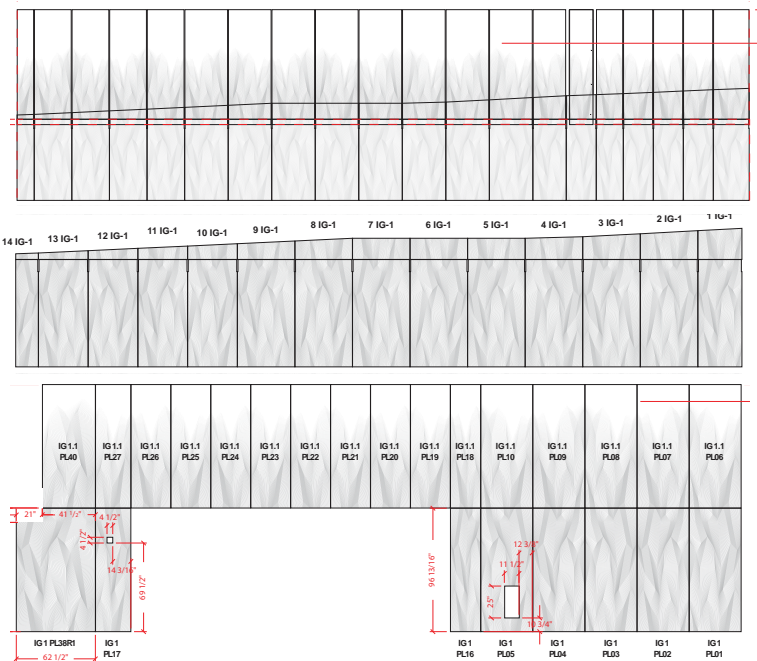 14 IG-1
13 IG-1
12 IG-1
11 IG-1
10 IG-1
9 IG-1
8 IG-1
7 IG-1
6 IG-1
5 IG-1
4 IG-1
3 IG-1
2 IG-1
1 IG-1
IG1.1
PL40
IG1.1
PL27
IG1.1
PL26
IG1.1
PL25
IG1.1
PL24
IG1.1
PL23
IG1.1
PL22
IG1.1
PL21
IG1.1
PL20
IG1.1
PL19
IG1.1
PL18
IG1.1
PL10
IG1.1
PL09
IG1.1
PL08
IG1.1
PL07
IG1.1
PL06
21"
41 1/2"
4 1/2"
4 1/2"
14 3/16"
69 1/2"
96 13/16"
12 3/4"
11 1/2"
25"
10 3/4"
IG1 PL38R1
62 1/2"
IG1
PL17
IG1
PL16
IG1
PL05
IG1
PL04
IG1
PL03
IG1
PL02
IG1
PL01